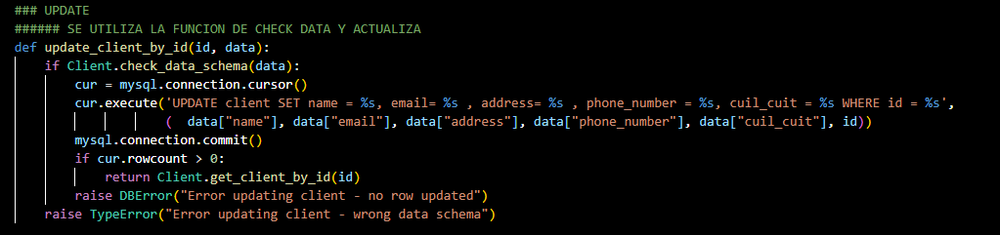 ### UPDATE
###### SE UTILIZA LA FUNCION DE CHECK DATA Y ACTUALIZA
def update_client_by_id(id, data):
    if Client.check_data_schema(data):
        cur = mysql.connection.cursor()
        cur.execute('UPDATE client SET name = %s, email= %s , address= %s , phone_number = %s, cuil_cuit = %s WHERE id = %s',
                    (  data["name"], data["email"], data["address"], data["phone_number"], data["cuil_cuit"], id))
        mysql.connection.commit()
        if cur.rowcount > 0:
            return Client.get_client_by_id(id)
        raise DBError("Error updating client - no row updated")
    raise TypeError("Error updating client - wrong data schema")